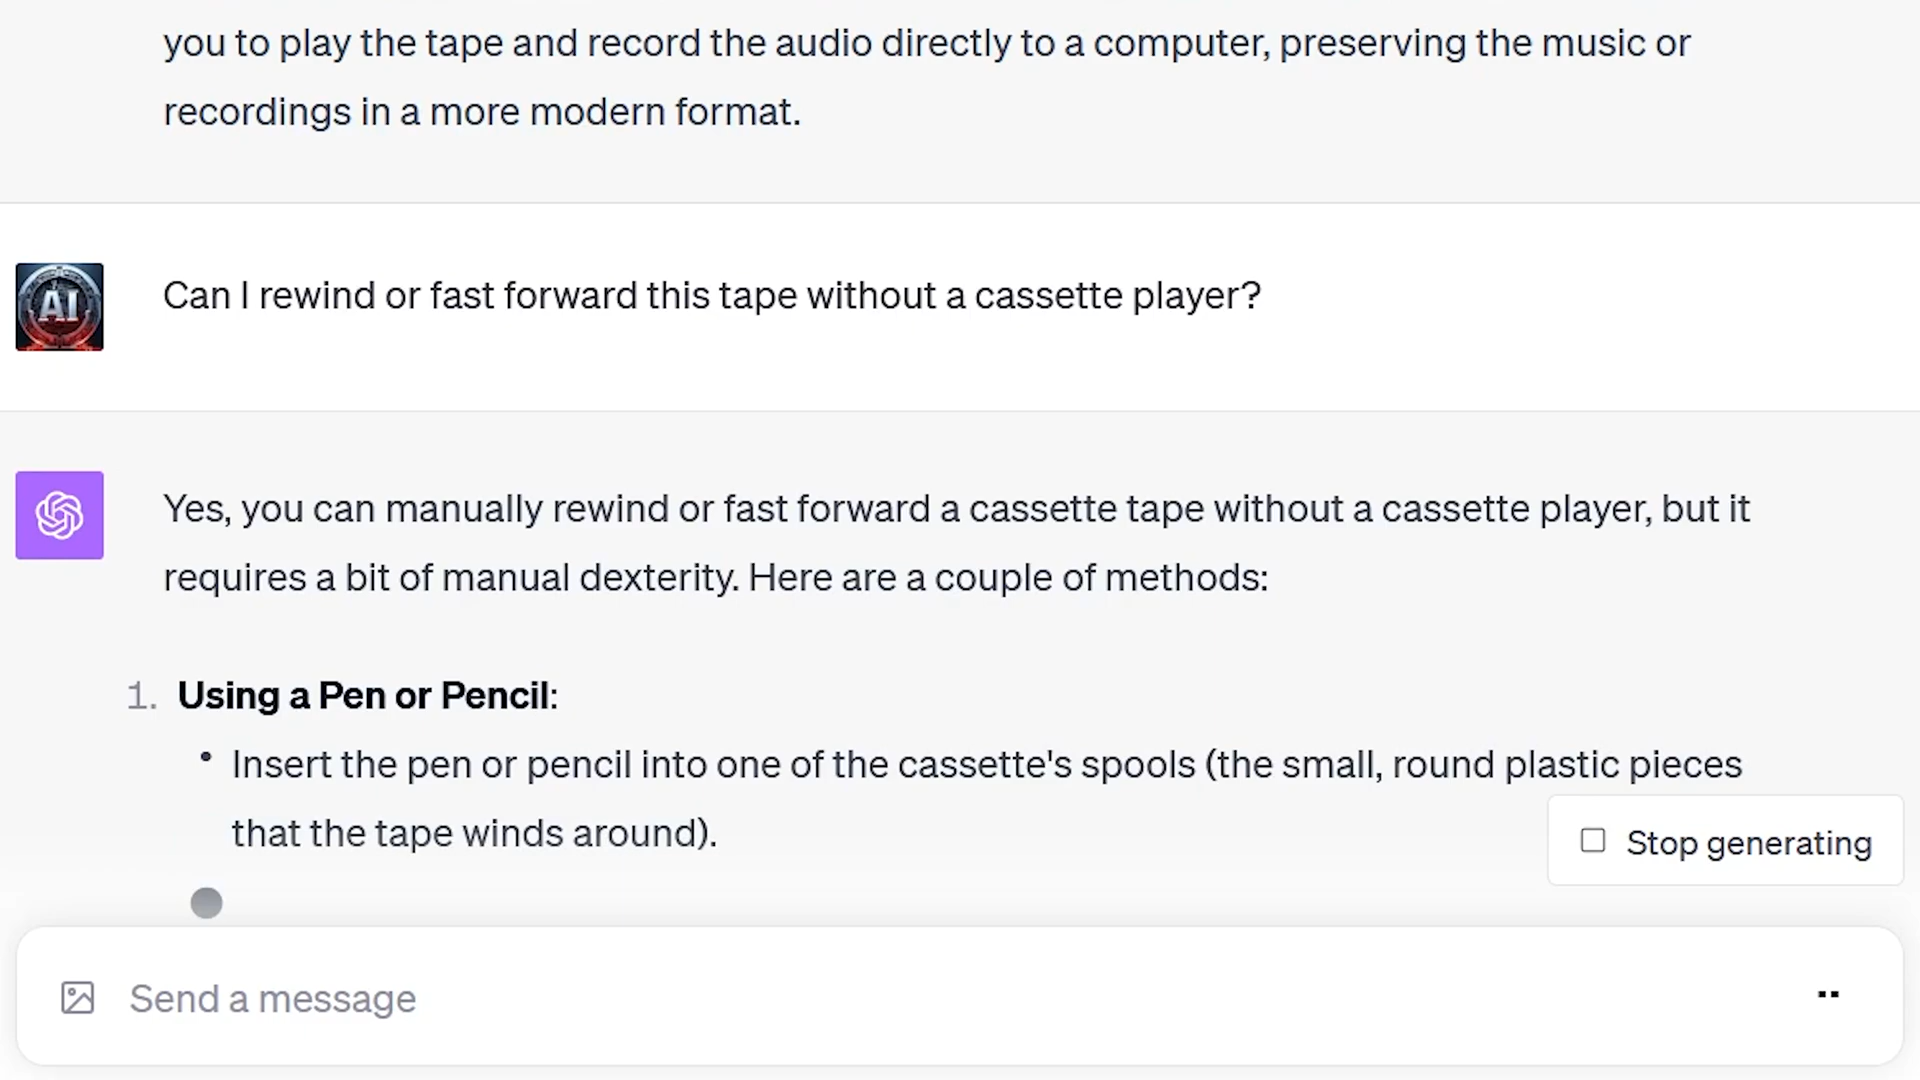 you to play the tape and record the audio directly to a computer, preserving the music or
recordings in a more modern format.
AI
Can I rewind or fast forward this tape without a cassette player?
Yes, you can manually rewind or fast forward a cassette tape without a cassette player, but it
requires a bit of manual dexterity. Here are a couple of methods:
1. Using a Pen or Pencil:
• Insert the pen or pencil into one of the cassette's spools (the small, round plastic pieces
that the tape winds around).
Stop generating
Send a message